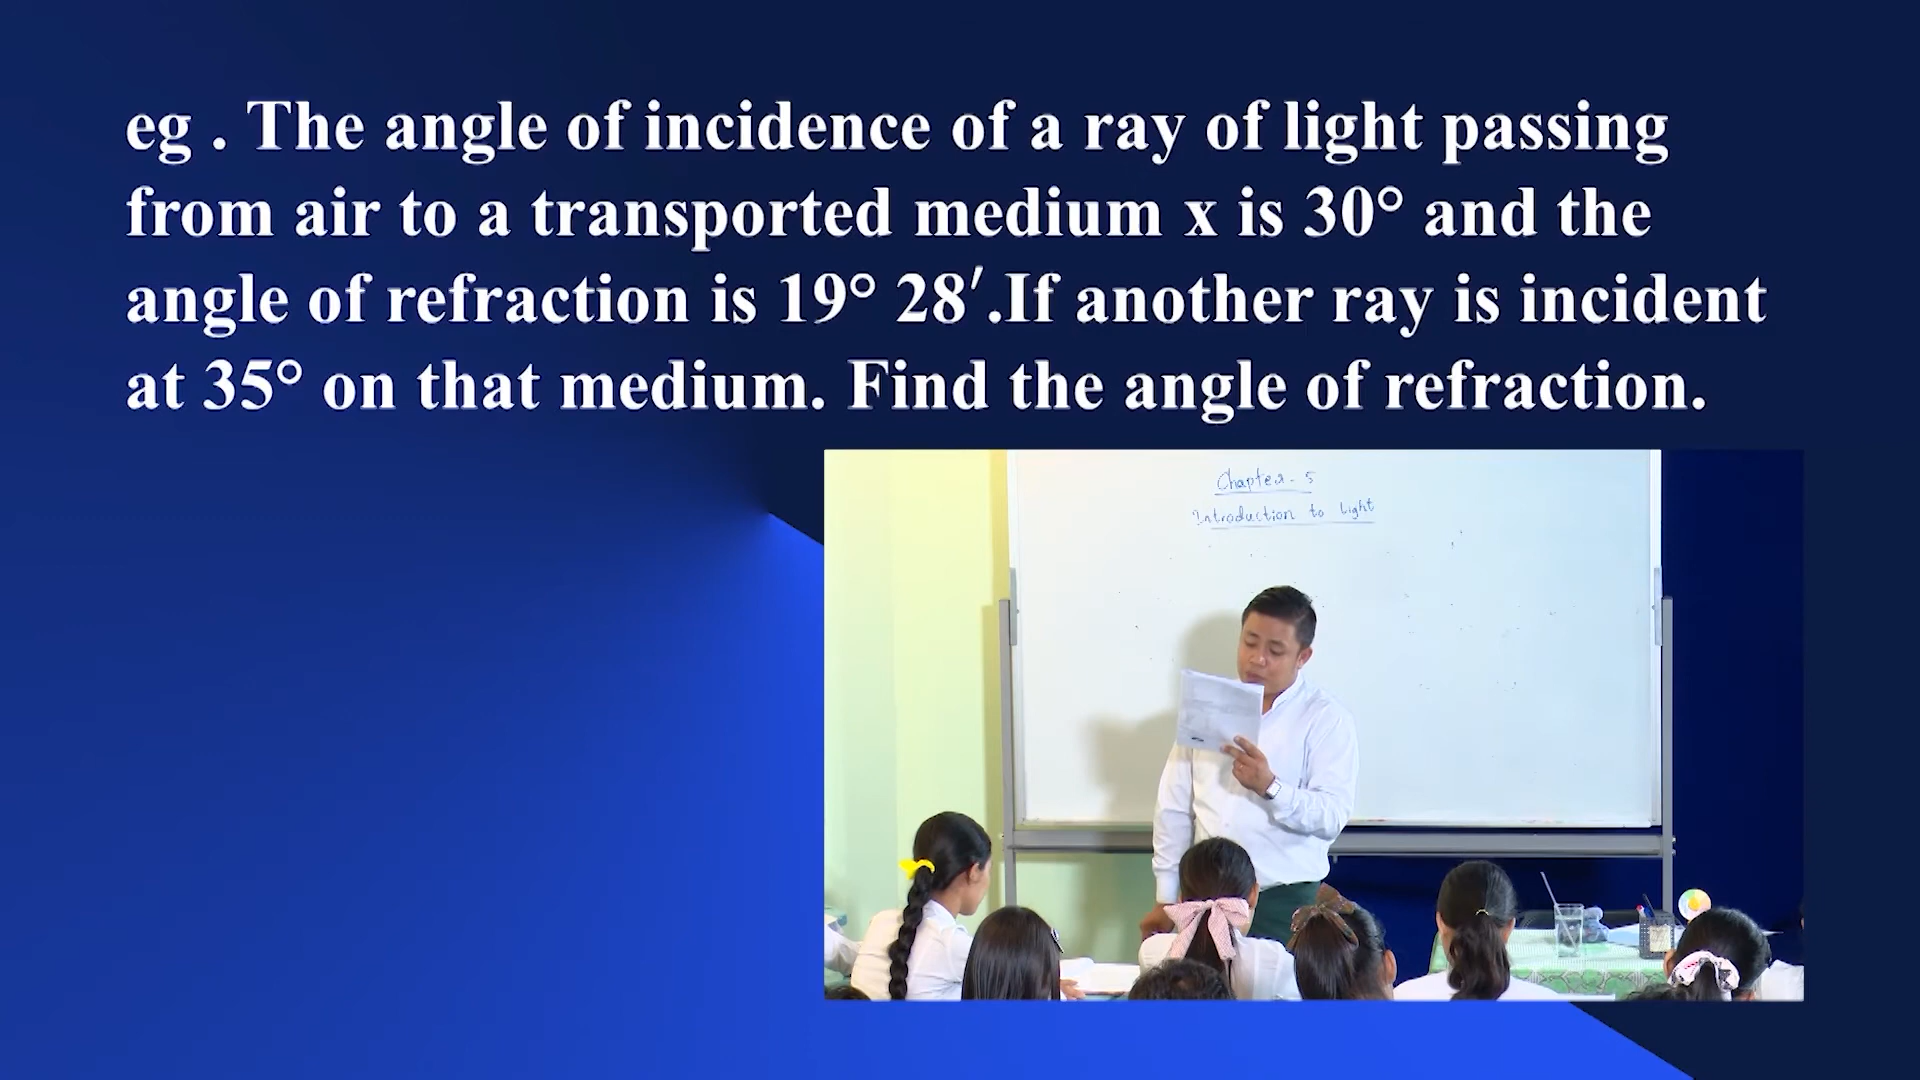 eg . The angle of incidence of a ray of light passing
from air to a transported medium x is 30° and the
angle of refraction is 19° 28′.If another ray is incident
at 35° on that medium. Find the angle of refraction.
Chapter - 5
Introduction to Light